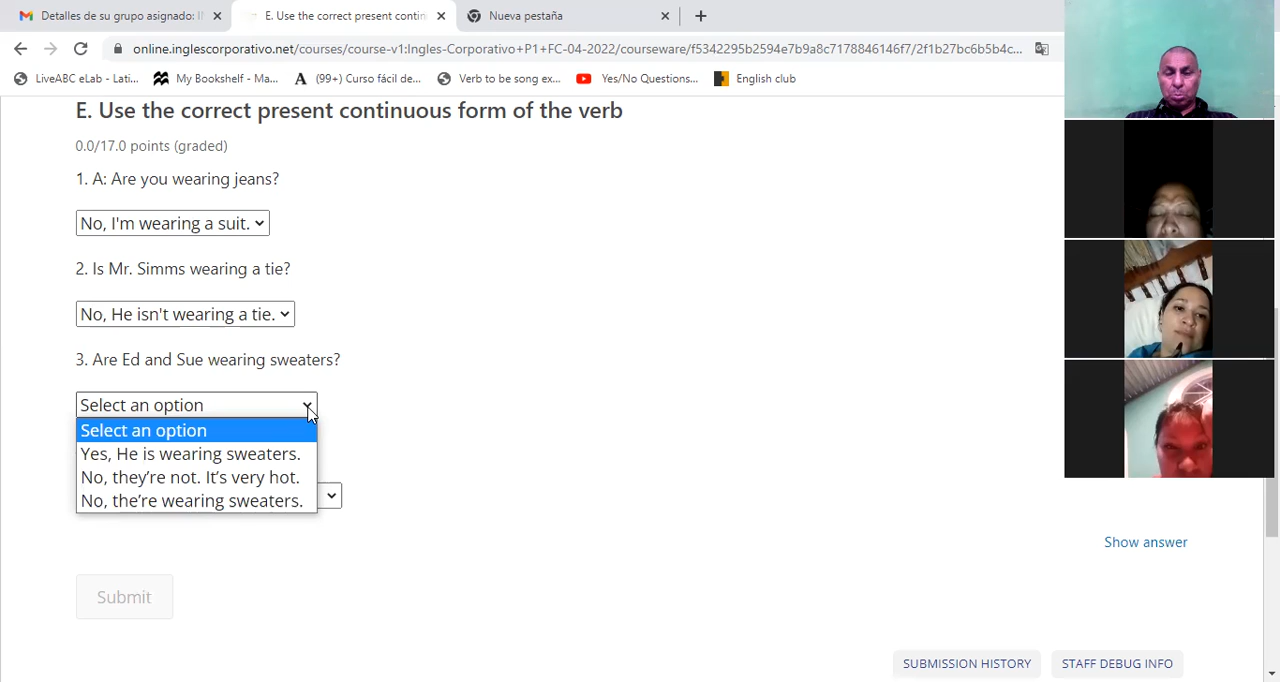 Detalles de su grupo asignado: I
E. Use the correct present contin
Nueva pestaña
online.inglescorporativo.net/courses/course-v1:Ingles-Corporativo+P1+FC-04-2022/courseware/f5342295b2594e7b9a8c7178846146f7/2f1b27bc6b5b4c...
LiveABC eLab - Lati...
My Bookshelf - Ma...
(99+) Curso fácil de...
Verb to be song ex...
Yes/No Questions...
English club
E. Use the correct present continuous form of the verb
0.0/17.0 points (graded)
1. A: Are you wearing jeans?
No, I'm wearing a suit.
2. Is Mr. Simms wearing a tie?
No, He isn't wearing a tie.
3. Are Ed and Sue wearing sweaters?
Select an option
Select an option
Yes, He is wearing sweaters.
No, they're not. It's very hot.
No, the're wearing sweaters.
Show answer
Submit
SUBMISSION HISTORY
STAFF DEBUG INFO